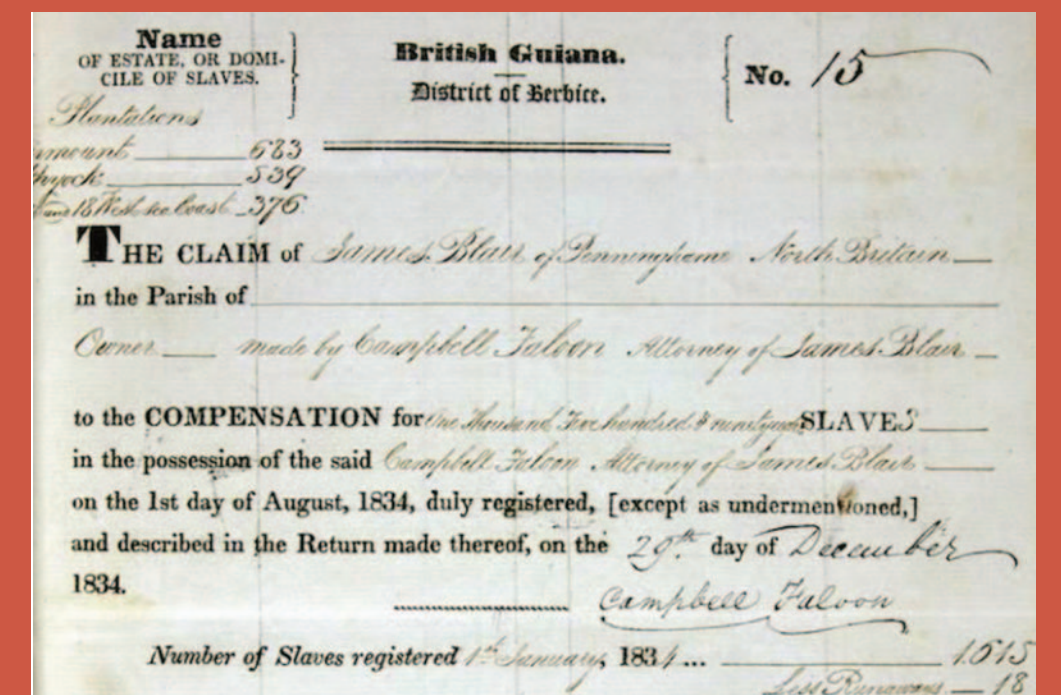 Name
OF ESTATE, OR DOMI-
CILE OF SLAVES.
British Guiana.
District of Berbice.
No. 15
Plantations
mount 683
539
18 West Sea Coast 376
THE CLAIM of James Blair of Penninghame North Britain
in the Parish of
Owner made by Campbell Faloon Attorney of James Blair
to the COMPENSATION for One Thousand Five hundred & ninety SLAVES
in the possession of the said Campbell Faloon Attorney of James Blair
on the 1st day of August, 1834, duly registered, [except as undermentioned,]
and described in the Return made thereof, on the 29th day of December
1834.
Campbell Faloon
Number of Slaves registered 1st January, 1834 ... 1615
Less Runaways 18